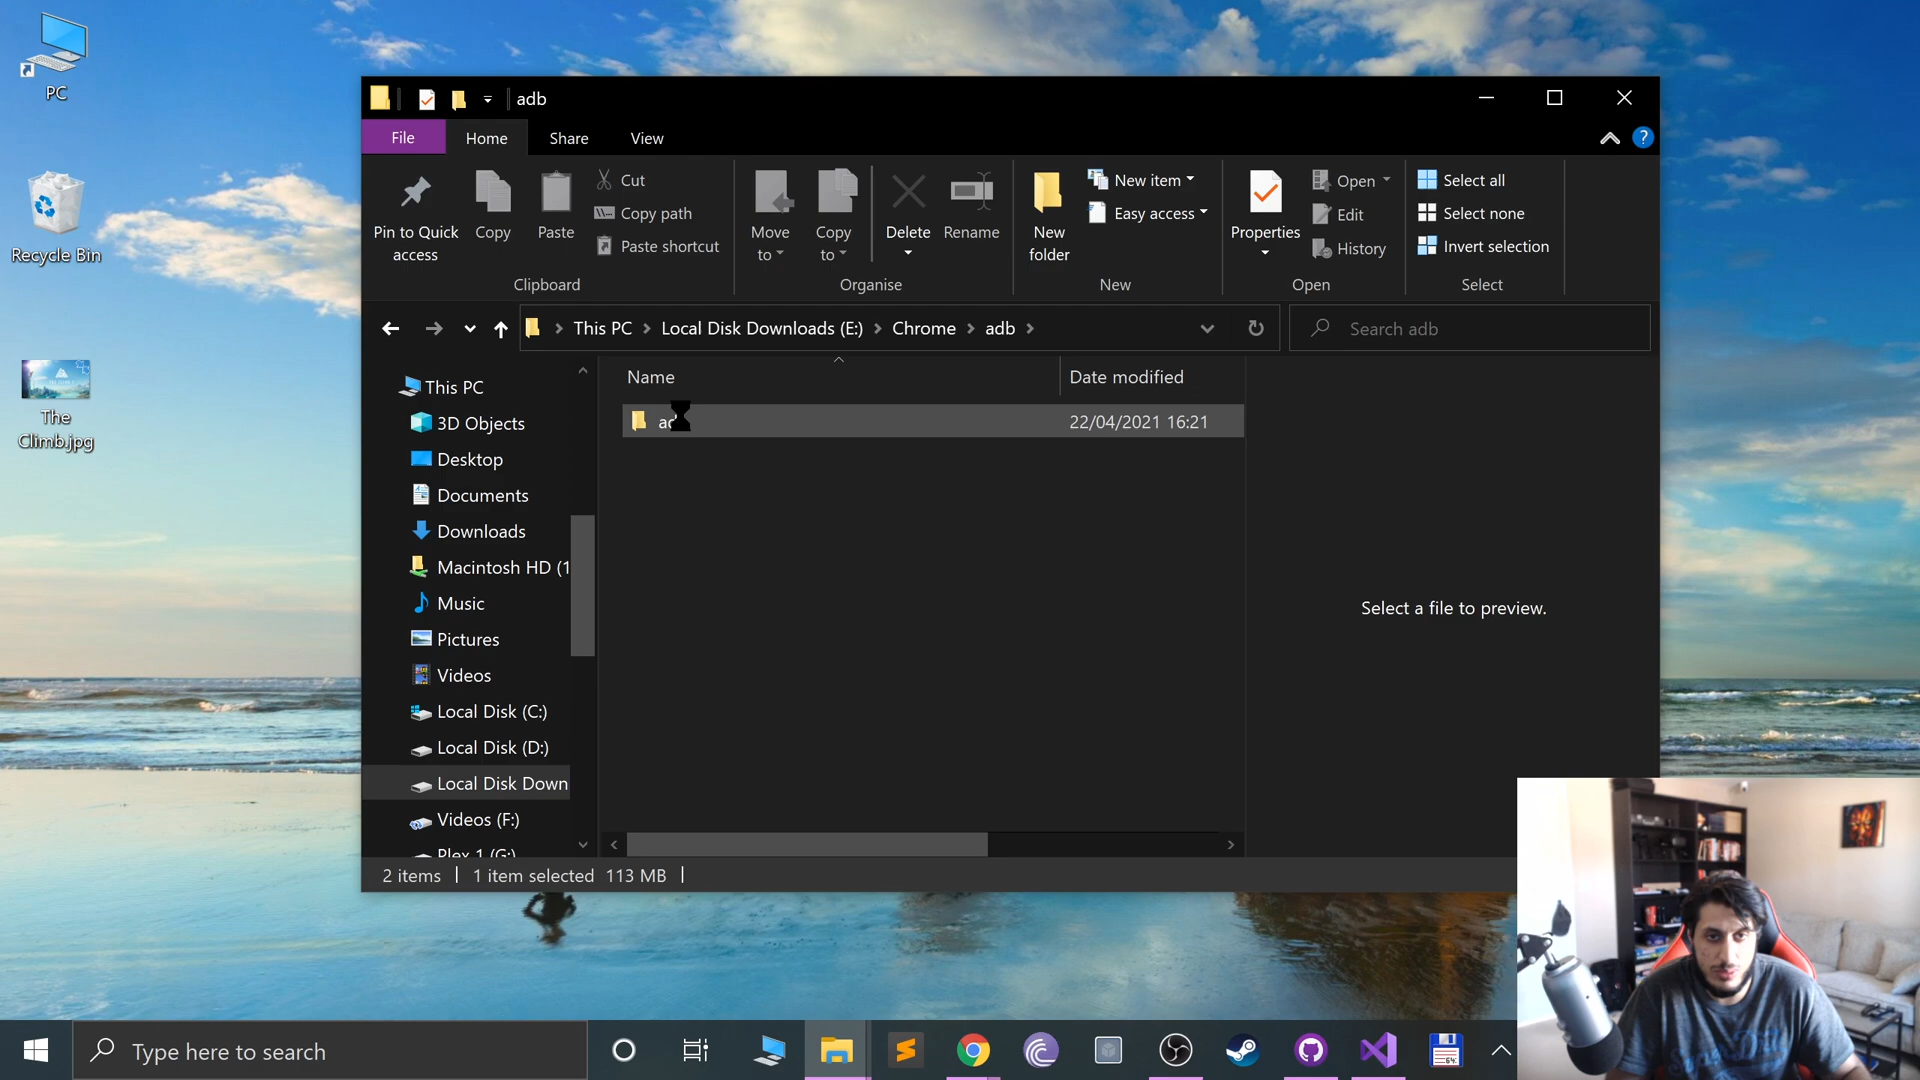 PC
Recycle Bin
The
Climb.jpg
adb
File
Home
Share
View
?
Pin to Quick
access
Copy
Paste
Cut
Copy path
Paste shortcut
Clipboard
Move
to
Copy
to
Delete
Rename
Organise
New
folder
New item
Easy access
New
Properties
Open
Edit
History
Open
Select all
Select none
Invert selection
Select
This PC
Local Disk Downloads (E:)
Chrome
adb
Search adb
This PC
3D Objects
Desktop
Documents
Downloads
Macintosh HD (1
Music
Pictures
Videos
Local Disk (C:)
Local Disk (D:)
Local Disk Down
Videos (F:)
Plex 1 (G:)
Name
Date modified
22/04/2021 16:21
Select a file to preview.
2 items
1 item selected 113 MB
Type here to search
64